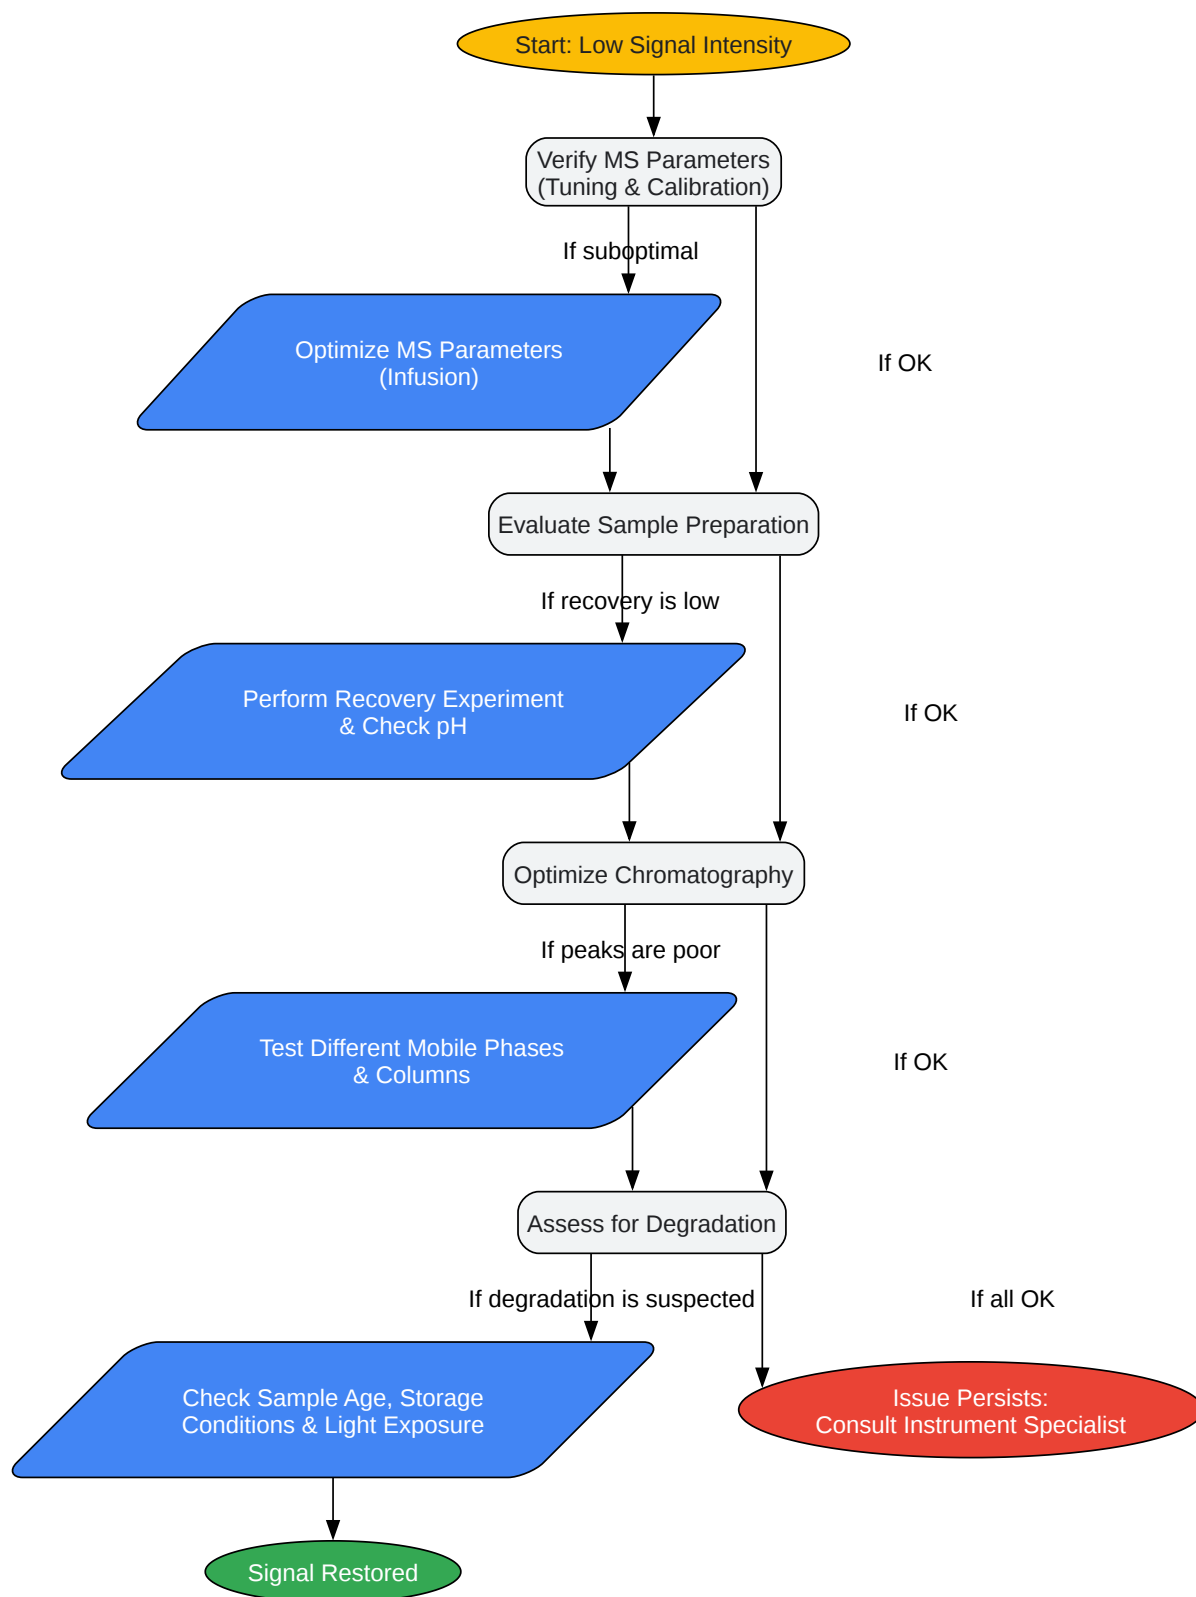 Start: Low Signal Intensity
Verify MS Parameters
(Tuning & Calibration)
If suboptimal
Optimize MS Parameters
(Infusion)
If OK
Evaluate Sample Preparation
If recovery is low
Perform Recovery Experiment
& Check pH
If OK
Optimize Chromatography
If peaks are poor
Test Different Mobile Phases
& Columns
If OK
Assess for Degradation
If degradation is suspected
If all OK
Check Sample Age, Storage
Conditions & Light Exposure
Issue Persists:
Consult Instrument Specialist
Signal Restored